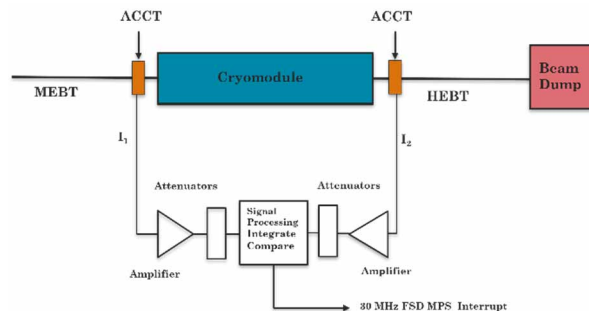 ACCT
ACCT
Cryomodule
Beam
Dump
MEBT
HEBT
I₁
I₂
Attenuators
Attenuators
Signal
Processing
Integrate
Compare
Amplifier
Amplifier
30 MHz FSD MPS Interrupt